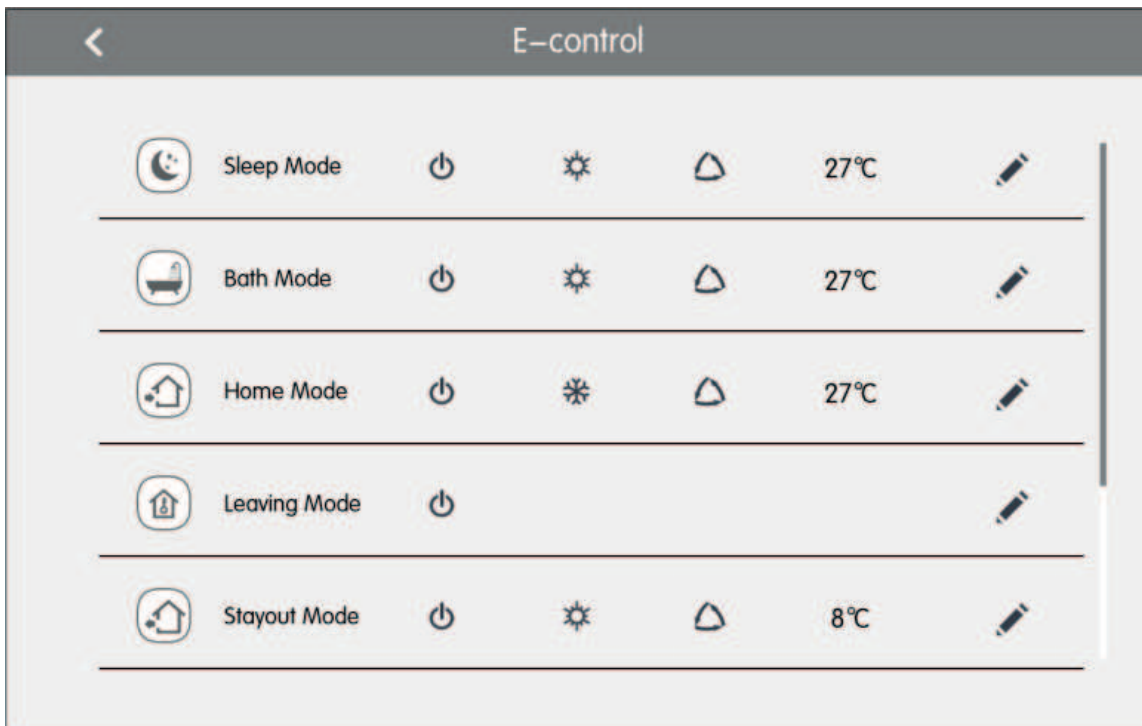 E-control
Sleep Mode 27℃
Bath Mode 27℃
Home Mode 27℃
Leaving Mode
Stayout Mode 8℃